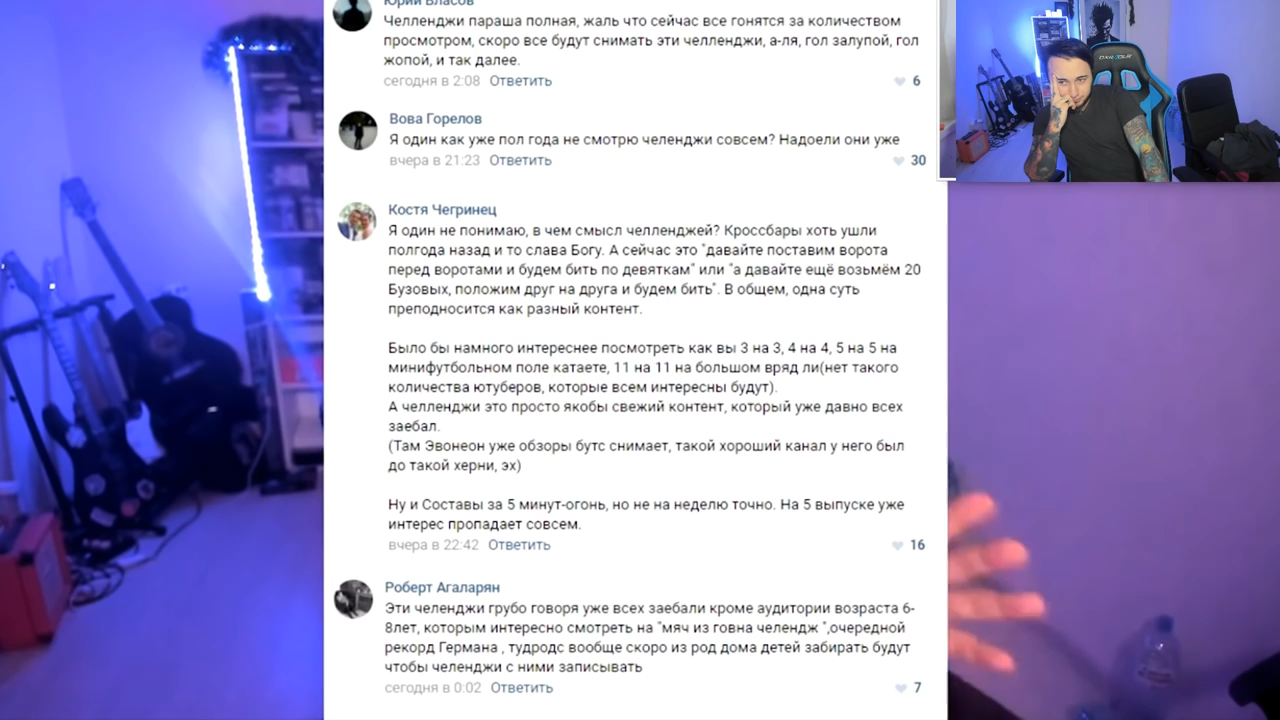 Юрий Власов
Челленджи параша полная, жаль что сейчас все гонятся за количеством
просмотром, скоро все будут снимать эти челленджи, а-ля, гол залупой, гол
жопой, и так далее.
сегодня в 2:08 Ответить
6
Вова Горелов
Я один как уже пол года не смотрю челенджи совсем? Надоели они уже
вчера в 21:23 Ответить
30
Костя Чегринец
Я один не понимаю, в чем смысл челленджей? Кроссбары хоть ушли
полгода назад и то слава Богу. А сейчас это "давайте поставим ворота
перед воротами и будем бить по девяткам" или "а давайте ещё возьмём 20
Бузовых, положим друг на друга и будем бить". В общем, одна суть
преподносится как разный контент.
Было бы намного интереснее посмотреть как вы 3 на 3, 4 на 4, 5 на 5 на
минифутбольном поле катаете, 11 на 11 на большом вряд ли(нет такого
количества ютуберов, которые всем интересны будут).
А челленджи это просто якобы свежий контент, который уже давно всех
заебал.
(Там Эвонеон уже обзоры бутс снимает, такой хороший канал у него был
до такой херни, эх)
Ну и Составы за 5 минут-огонь, но не на неделю точно. На 5 выпуске уже
интерес пропадает совсем.
вчера в 22:42 Ответить
16
Роберт Агаларян
Эти челенджи грубо говоря уже всех заебали кроме аудитории возраста 6-
8лет, которым интересно смотреть на "мяч из говна челендж ",очередной
рекорд Германа , тудродс вообще скоро из род дома детей забирать будут
чтобы челенджи с ними записывать
сегодня в 0:02 Ответить
7